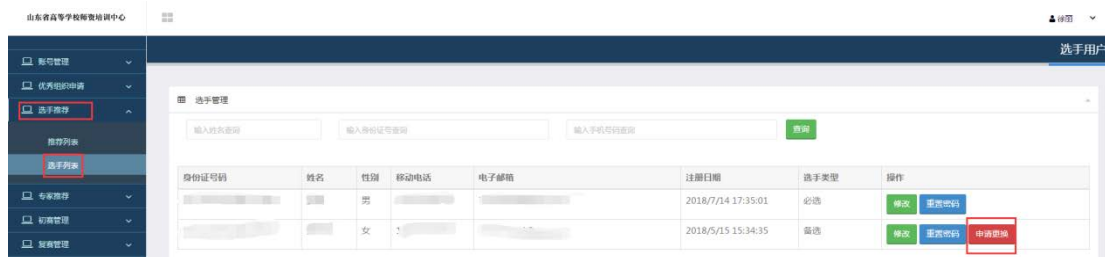 山东省高等学校师资培训中心
徐丽
选手用户
账号管理
优秀组织申请
选手推荐
推荐列表
选手列表
专家推荐
初赛管理
复赛管理
选手管理
输入姓名查询 输入身份证号查询 输入手机号码查询 查询
身份证号码 姓名 性别 移动电话 电子邮箱 注册日期 选手类型 操作
男 2018/7/14 17:35:01 必选 修改 重置密码
女 2018/5/15 15:34:35 备选 修改 重置密码 申请更换